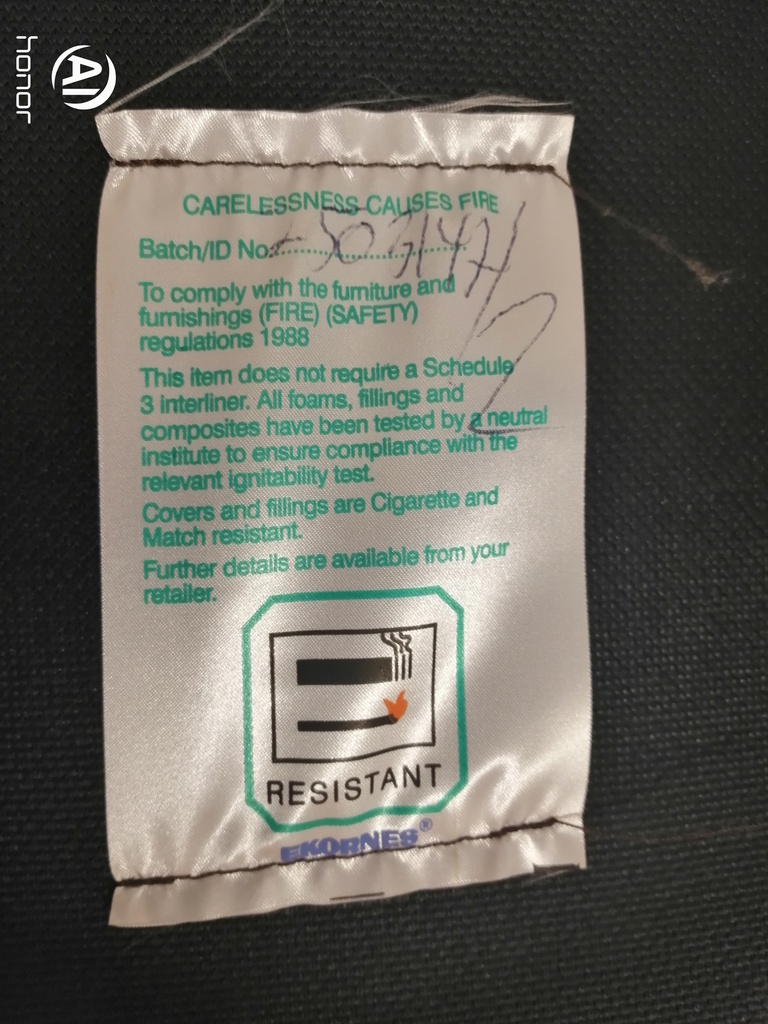 CARELESSNESS CAUSES FIRE
Batch/ID No:
To comply with the furniture and
furnishings (FIRE) (SAFETY)
regulations 1988
This item does not require a Schedule
3 interliner. All foams, fillings and
composites have been tested by a neutral
institute to ensure compliance with the
relevant ignitability test.
Covers and fillings are Cigarette and
Match resistant.
Further details are available from your
retailer.
RESISTANT
EKORNES®
AI
honor